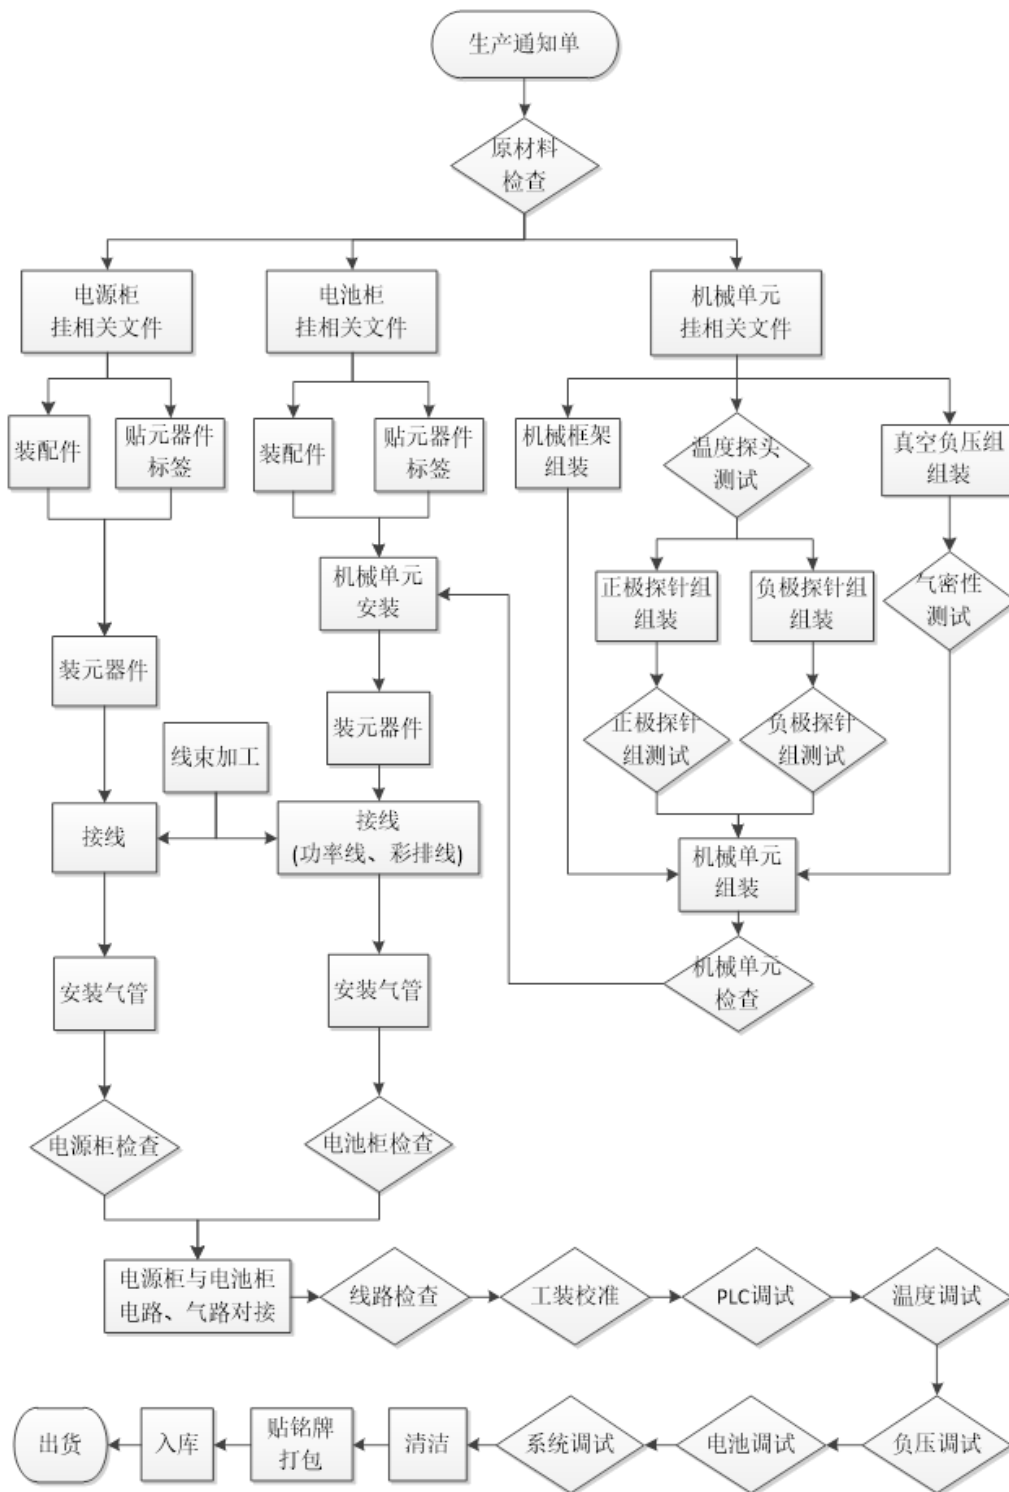 生产通知单
原材料
检查
电源柜
挂相关文件
电池柜
挂相关文件
机械单元
挂相关文件
装配件
贴元器件
标签
装配件
贴元器件
标签
机械框架
组装
温度探头
测试
真空负压组
组装
机械单元
安装
正极探针组
组装
负极探针组
组装
气密性
测试
装元器件
装元器件
正极探针
组测试
负极探针
组测试
线束加工
接线
接线
(功率线、彩排线)
机械单元
组装
安装气管
安装气管
机械单元
检查
电源柜检查
电池柜检查
电源柜与电池柜
电路、气路对接
线路检查
工装校准
PLC调试
温度调试
负压调试
电池调试
系统调试
清洁
贴铭牌
打包
入库
出货